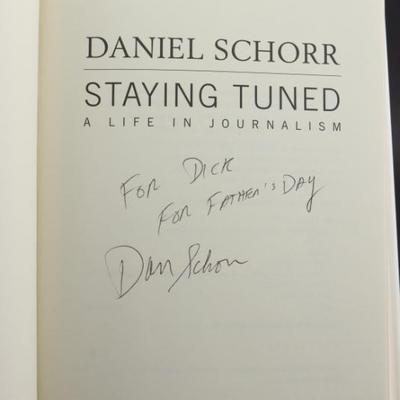 DANIEL SCHORR
STAYING TUNED
A LIFE IN JOURNALISM
FOR DICK
FOR FATHER'S DAY
Dan Schorr